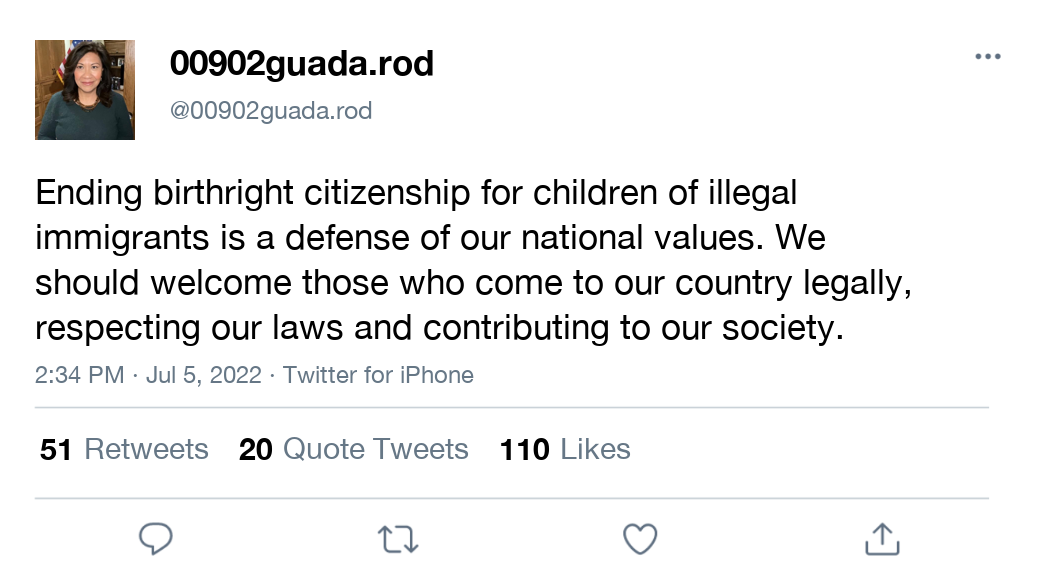 00902guada.rod
@00902guada.rod
Ending birthright citizenship for children of illegal
immigrants is a defense of our national values. We
should welcome those who come to our country legally,
respecting our laws and contributing to our society.
2:34 PM · Jul 5, 2022 · Twitter for iPhone
51 Retweets 20 Quote Tweets 110 Likes